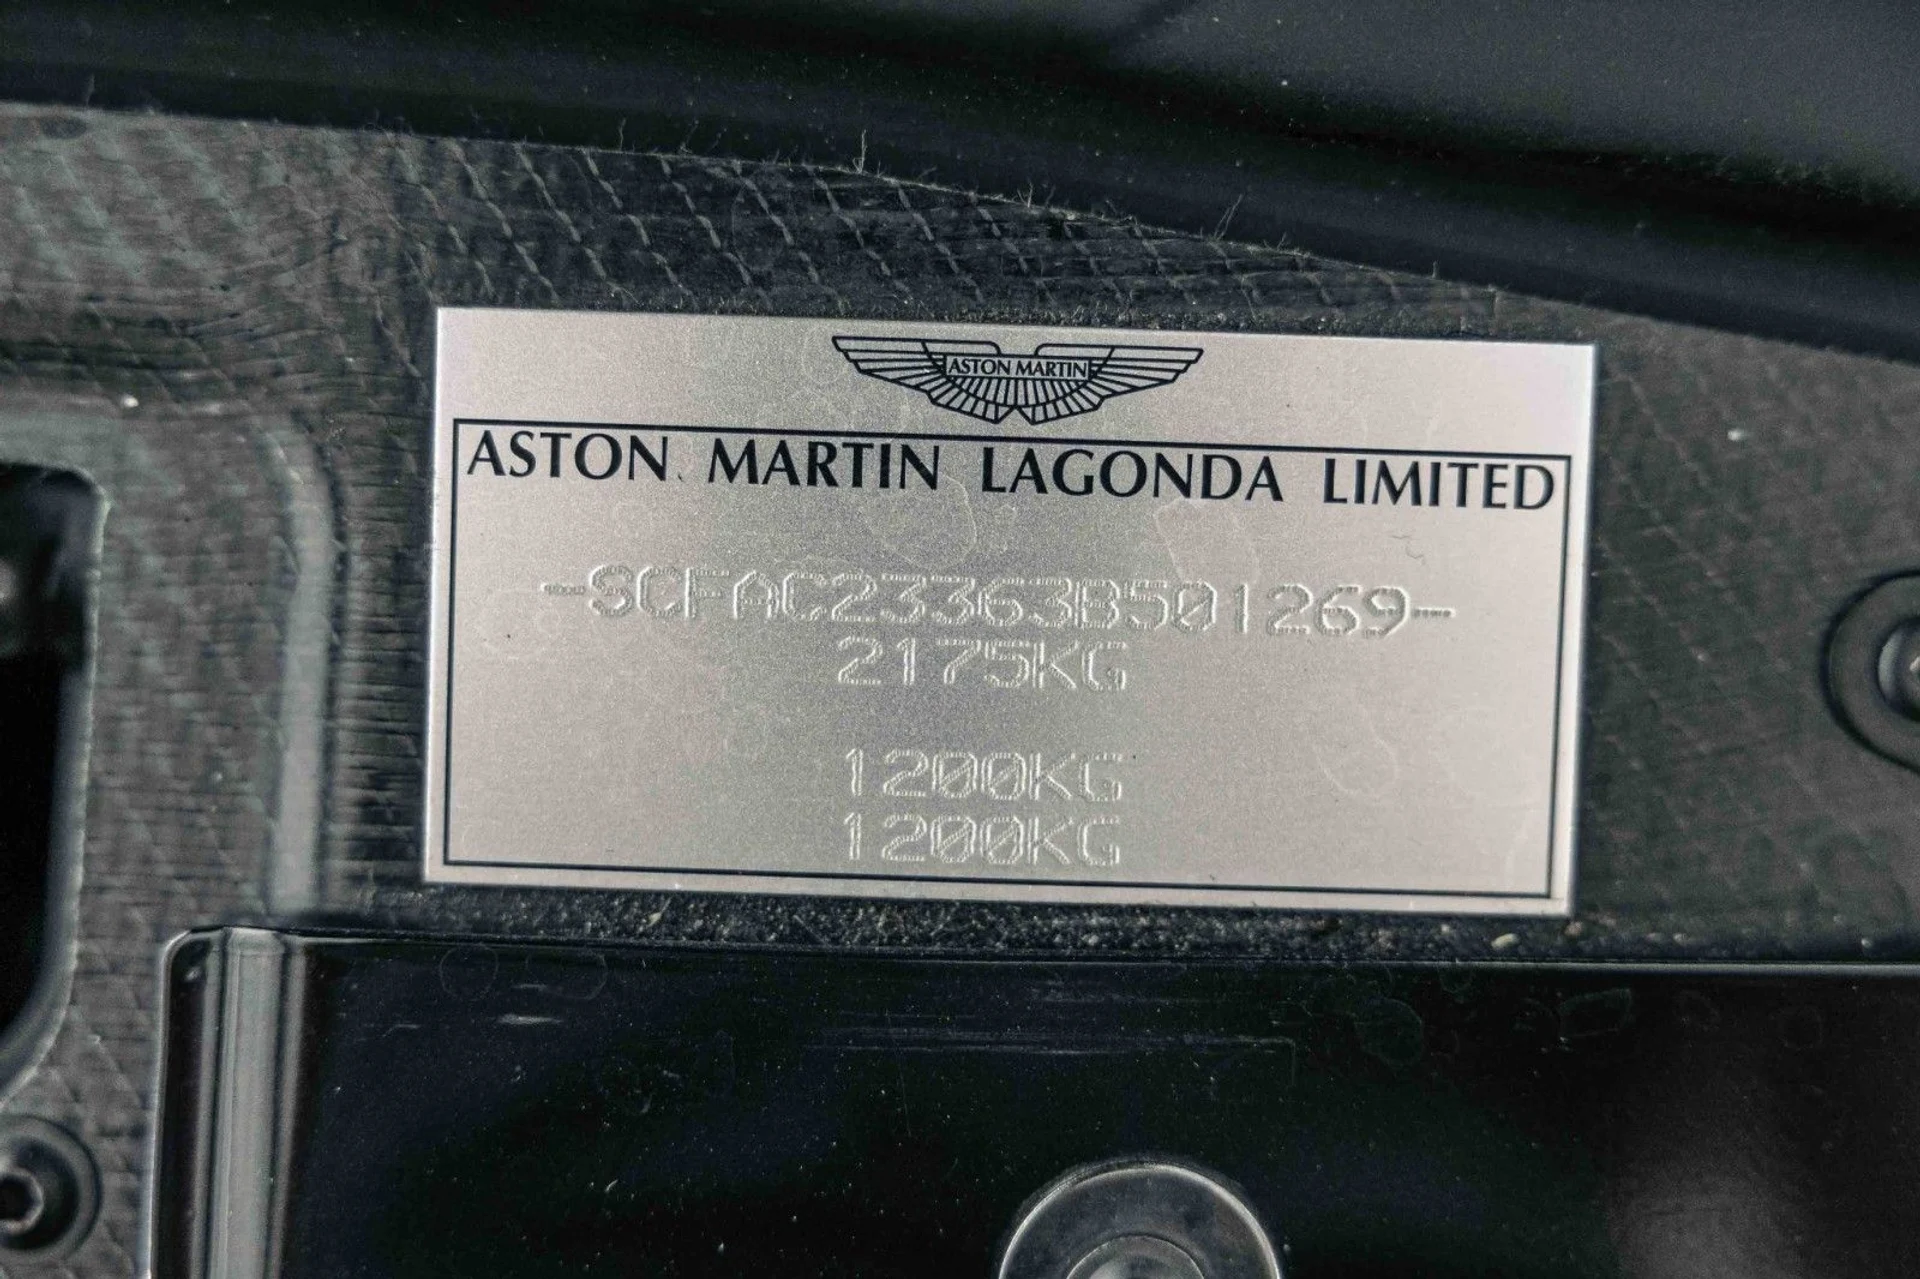 ASTON MARTIN
ASTON MARTIN LAGONDA LIMITED
-SCFAC23363B501269-
2175KG
1200KG
1200KG